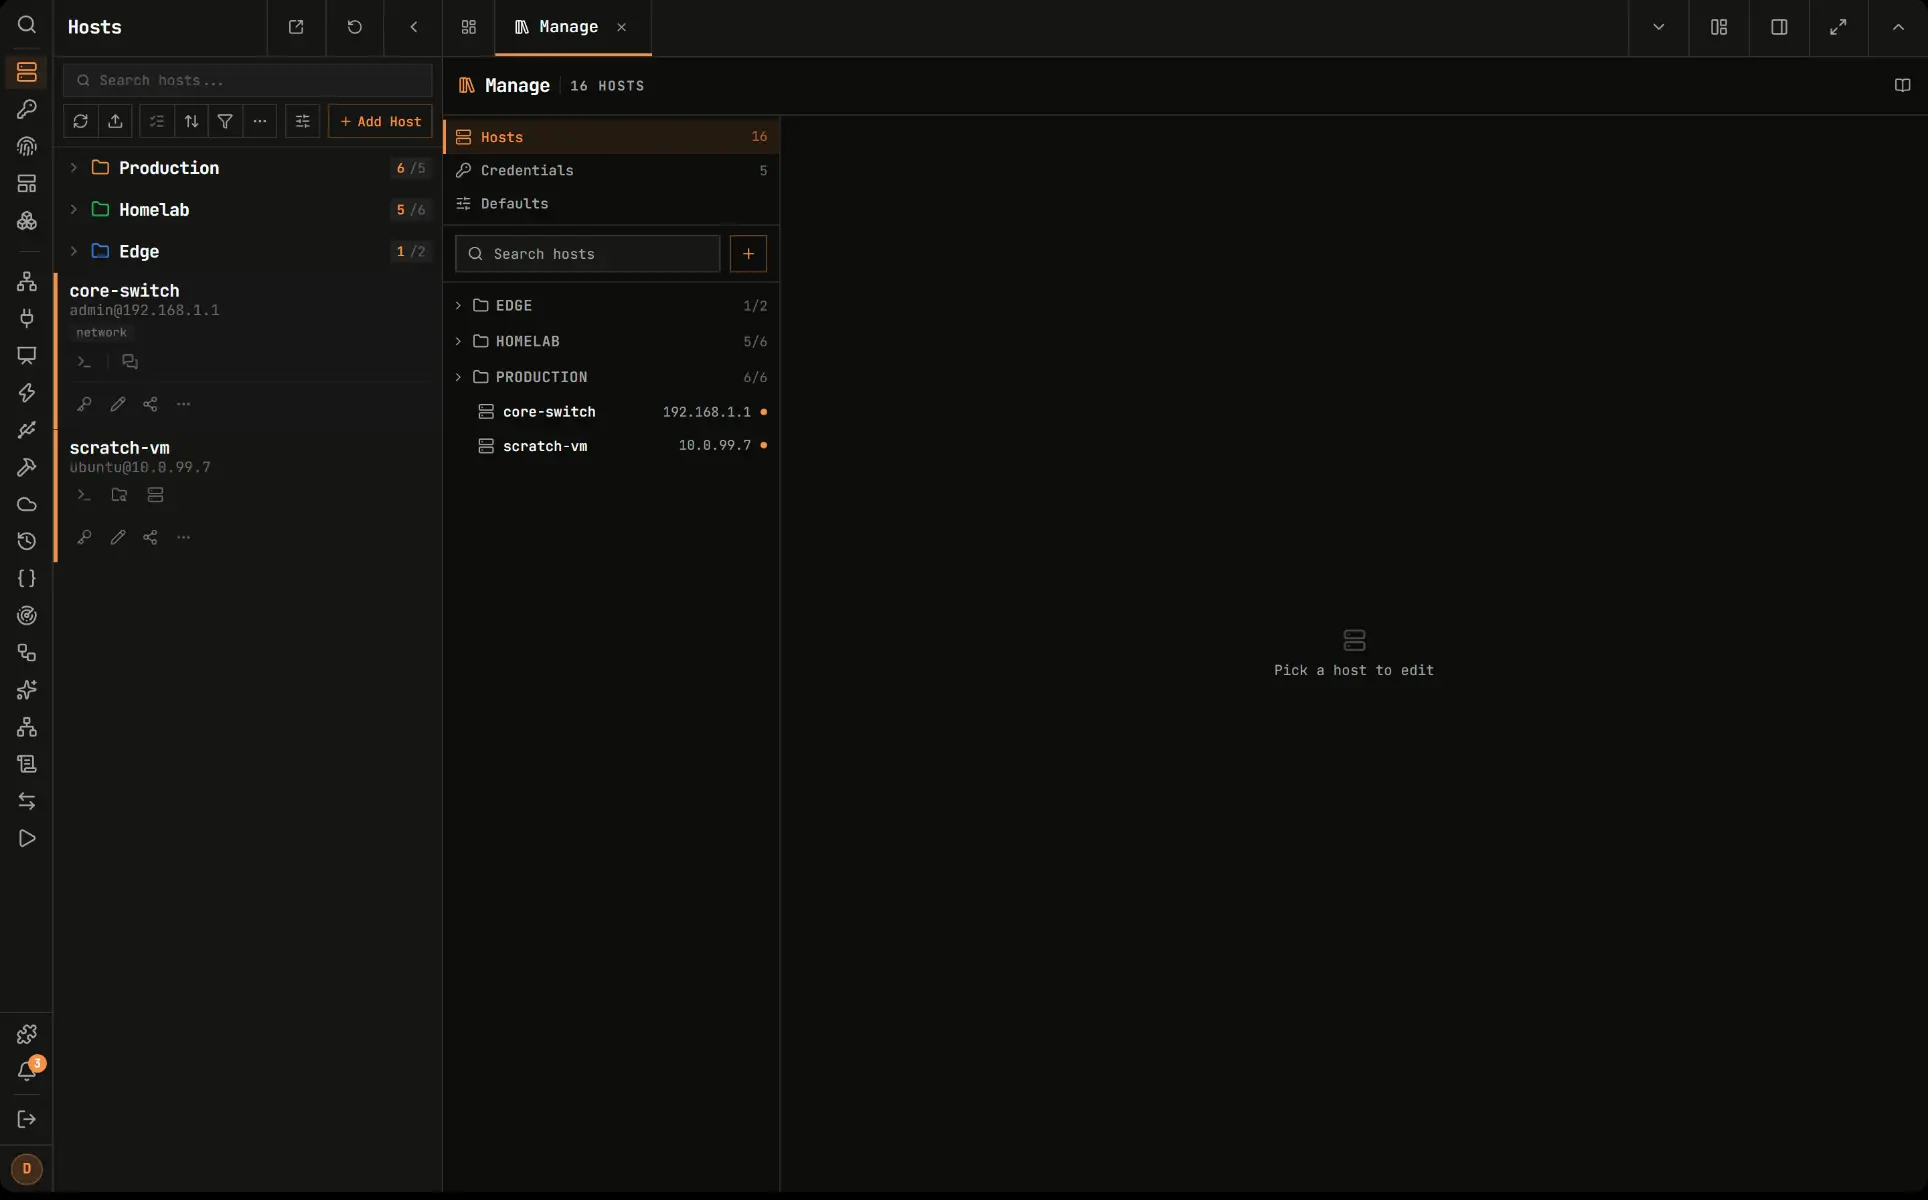 Hosts
Manage
Search hosts...
+ Add Host
Production 6/5
Homelab 5/6
Edge 1/2
core-switch
admin@192.168.1.1
network
scratch-vm
ubuntu@10.0.99.7
3
D
Manage 16 HOSTS
Hosts 16
Credentials 5
Defaults
Search hosts
EDGE 1/2
HOMELAB 5/6
PRODUCTION 6/6
core-switch 192.168.1.1
scratch-vm 10.0.99.7
Pick a host to edit